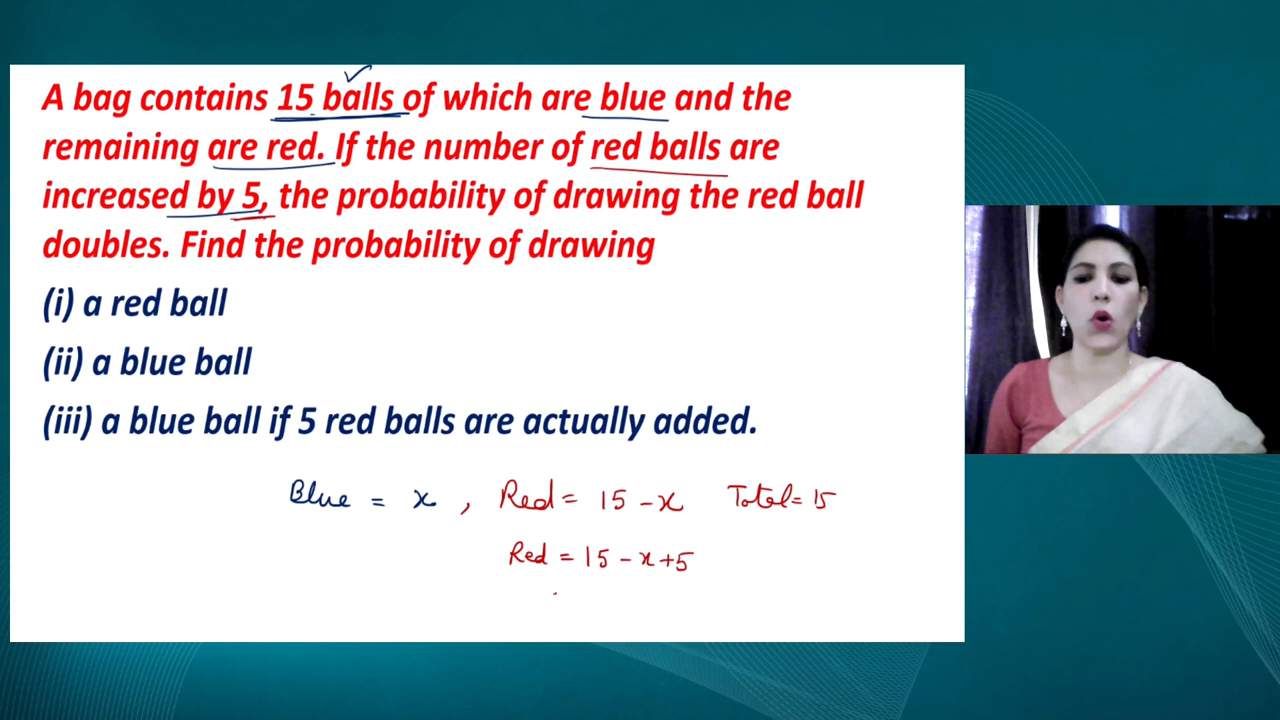 A bag contains 15 balls of which are blue and the
remaining are red. If the number of red balls are
increased by 5, the probability of drawing the red ball
doubles. Find the probability of drawing
(i) a red ball
(ii) a blue ball
(iii) a blue ball if 5 red balls are actually added.
Blue = x , Red = 15 - x Total = 15
Red = 15 - x + 5